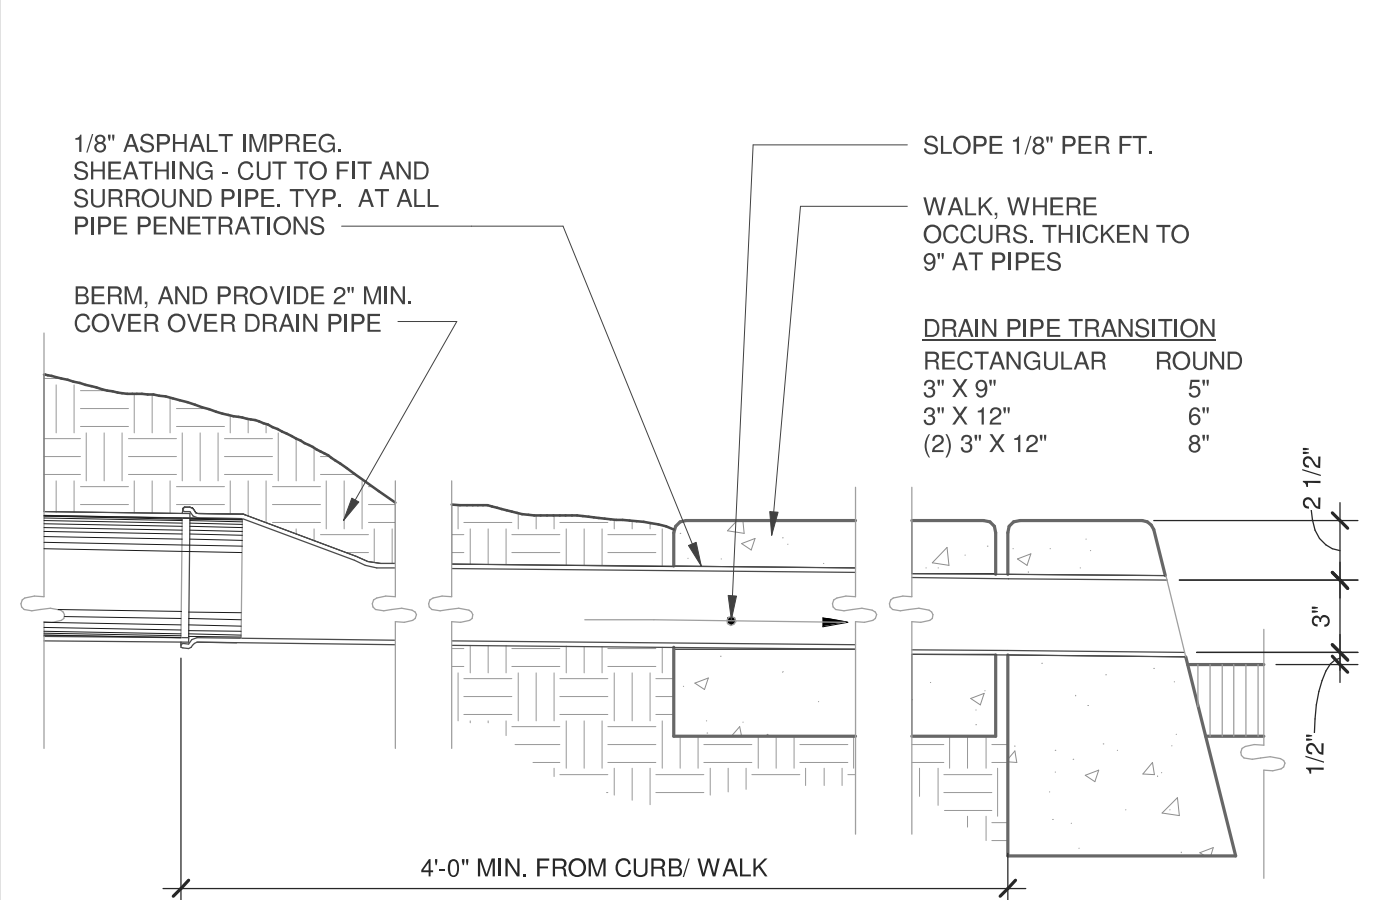 1/8" ASPHALT IMPREG.
SHEATHING - CUT TO FIT AND
SURROUND PIPE. TYP. AT ALL
PIPE PENETRATIONS
BERM, AND PROVIDE 2" MIN.
COVER OVER DRAIN PIPE
SLOPE 1/8" PER FT.
WALK, WHERE
OCCURS. THICKEN TO
9" AT PIPES
DRAIN PIPE TRANSITION
RECTANGULAR ROUND
3" X 9" 5"
3" X 12" 6"
(2) 3" X 12" 8"
2 1/2"
3"
1/2"
4'-0" MIN. FROM CURB/ WALK